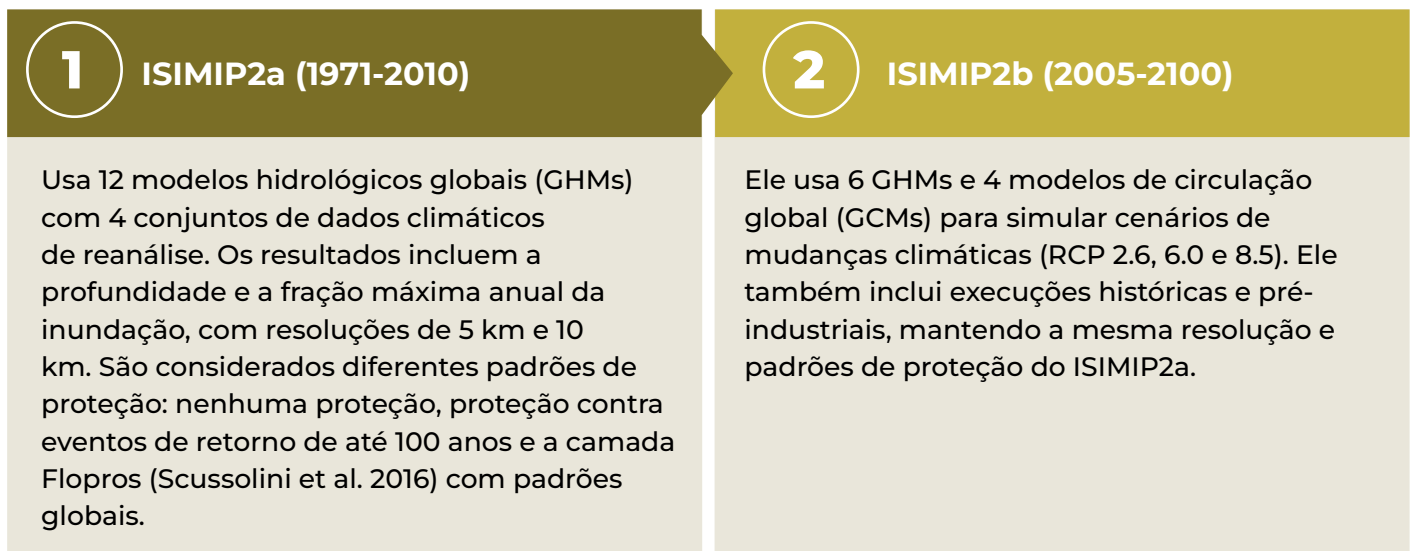 1
ISIMIP2a (1971-2010)
Usa 12 modelos hidrológicos globais (GHMs)
com 4 conjuntos de dados climáticos
de reanálise. Os resultados incluem a
profundidade e a fração máxima anual da
inundação, com resoluções de 5 km e 10
km. São considerados diferentes padrões de
proteção: nenhuma proteção, proteção contra
eventos de retorno de até 100 anos e a camada
Flopros (Scussolini et al. 2016) com padrões
globais.
2
ISIMIP2b (2005-2100)
Ele usa 6 GHMs e 4 modelos de circulação
global (GCMs) para simular cenários de
mudanças climáticas (RCP 2.6, 6.0 e 8.5). Ele
também inclui execuções históricas e pré-
industriais, mantendo a mesma resolução e
padrões de proteção do ISIMIP2a.